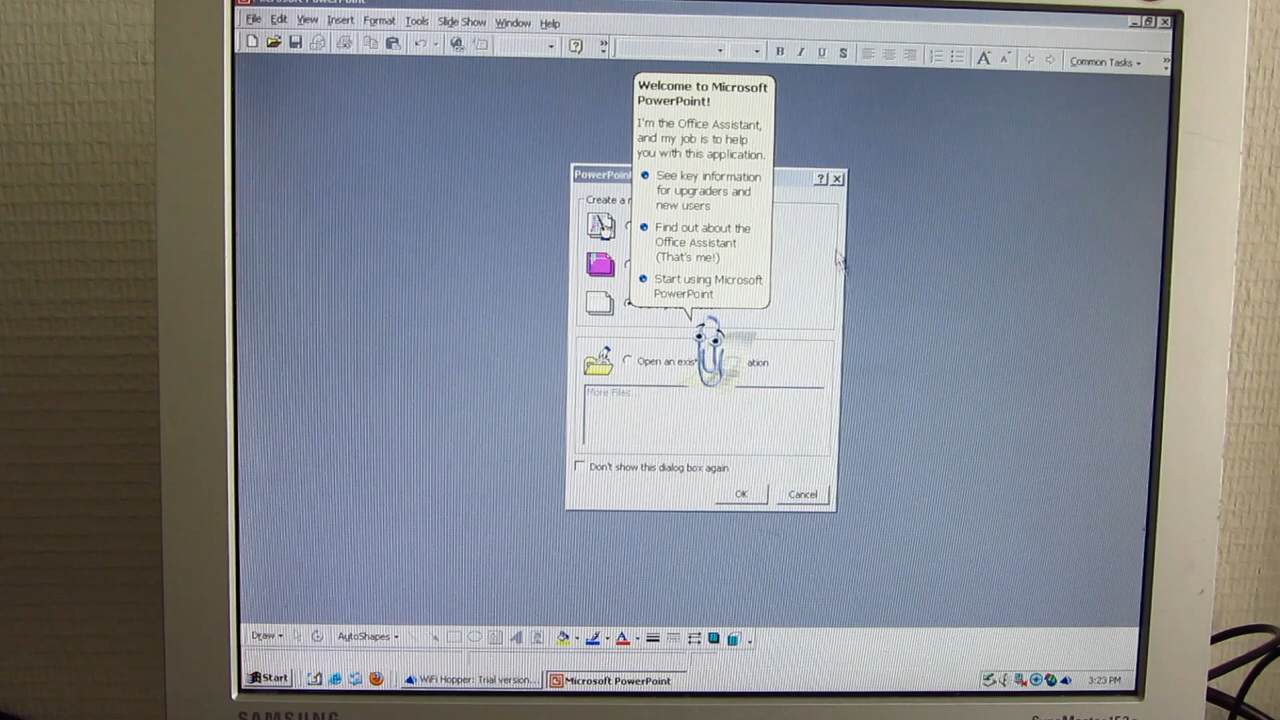 Microsoft PowerPoint
File Edit View Insert Format Tools Slide Show Window Help
B I U S A A Common Tasks
Welcome to Microsoft
PowerPoint!
I'm the Office Assistant,
and my job is to help
you with this application.
See key information
for upgraders and
new users
Find out about the
Office Assistant
(That's me!)
Start using Microsoft
PowerPoint
PowerPoint
Create a
Open an exis ation
More Files...
Don't show this dialog box again
OK Cancel
Draw AutoShapes A
Start WiFi Hopper: Trial version... Microsoft PowerPoint 3:23 PM
SAMSUNG